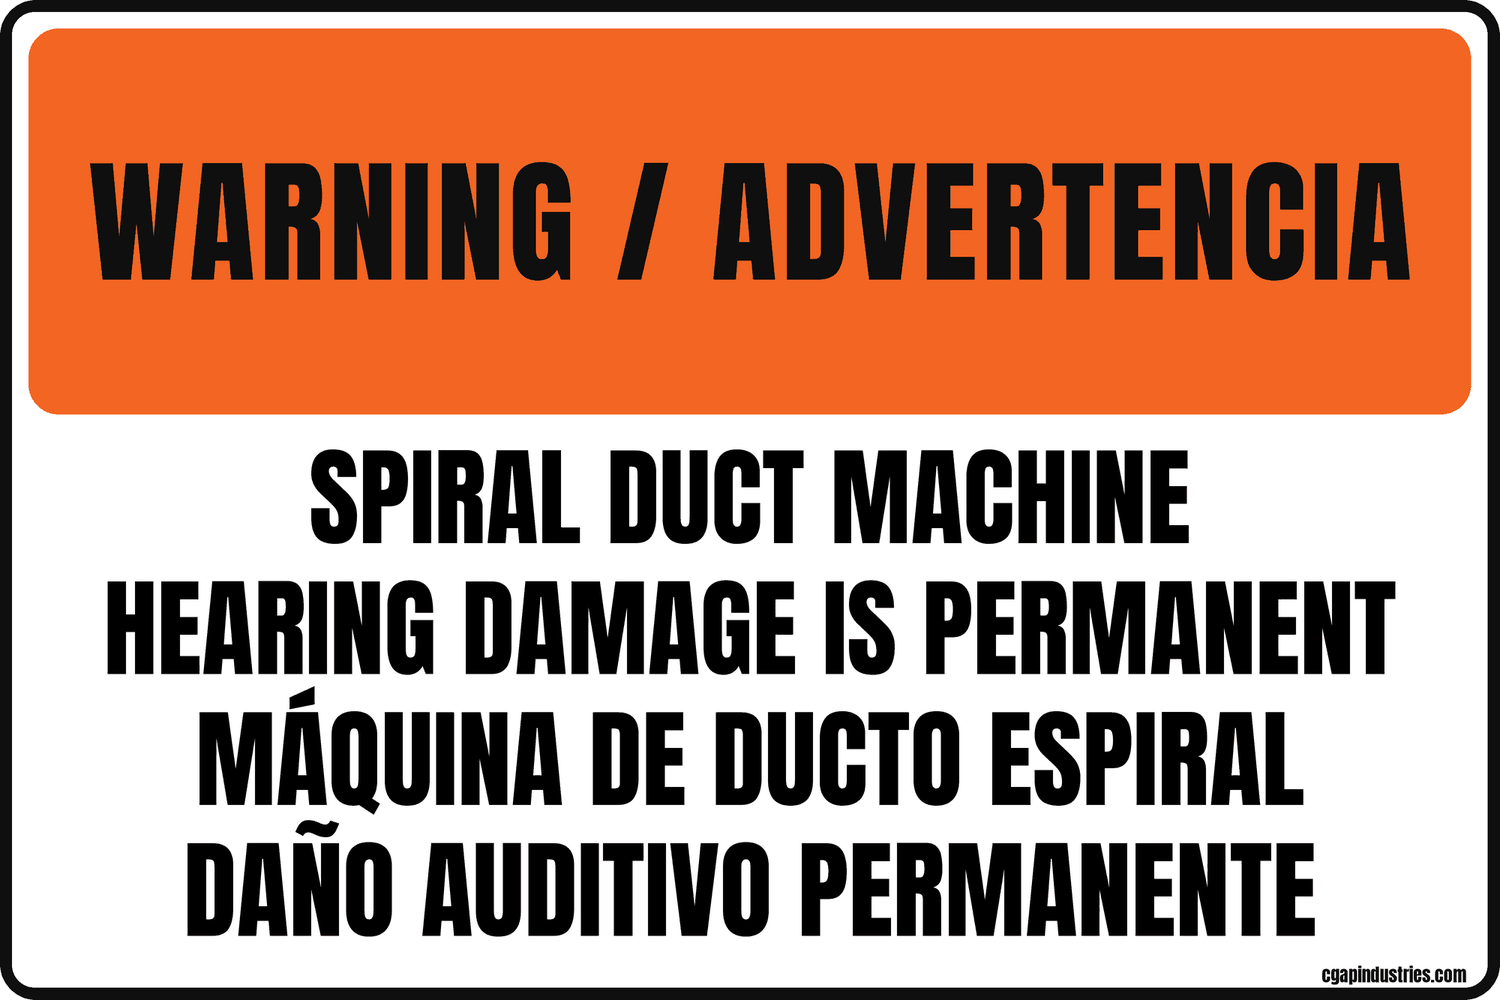 WARNING / ADVERTENCIA
SPIRAL DUCT MACHINE
HEARING DAMAGE IS PERMANENT
MÁQUINA DE DUCTO ESPIRAL
DAÑO AUDITIVO PERMANENTE
cgapindustries.com